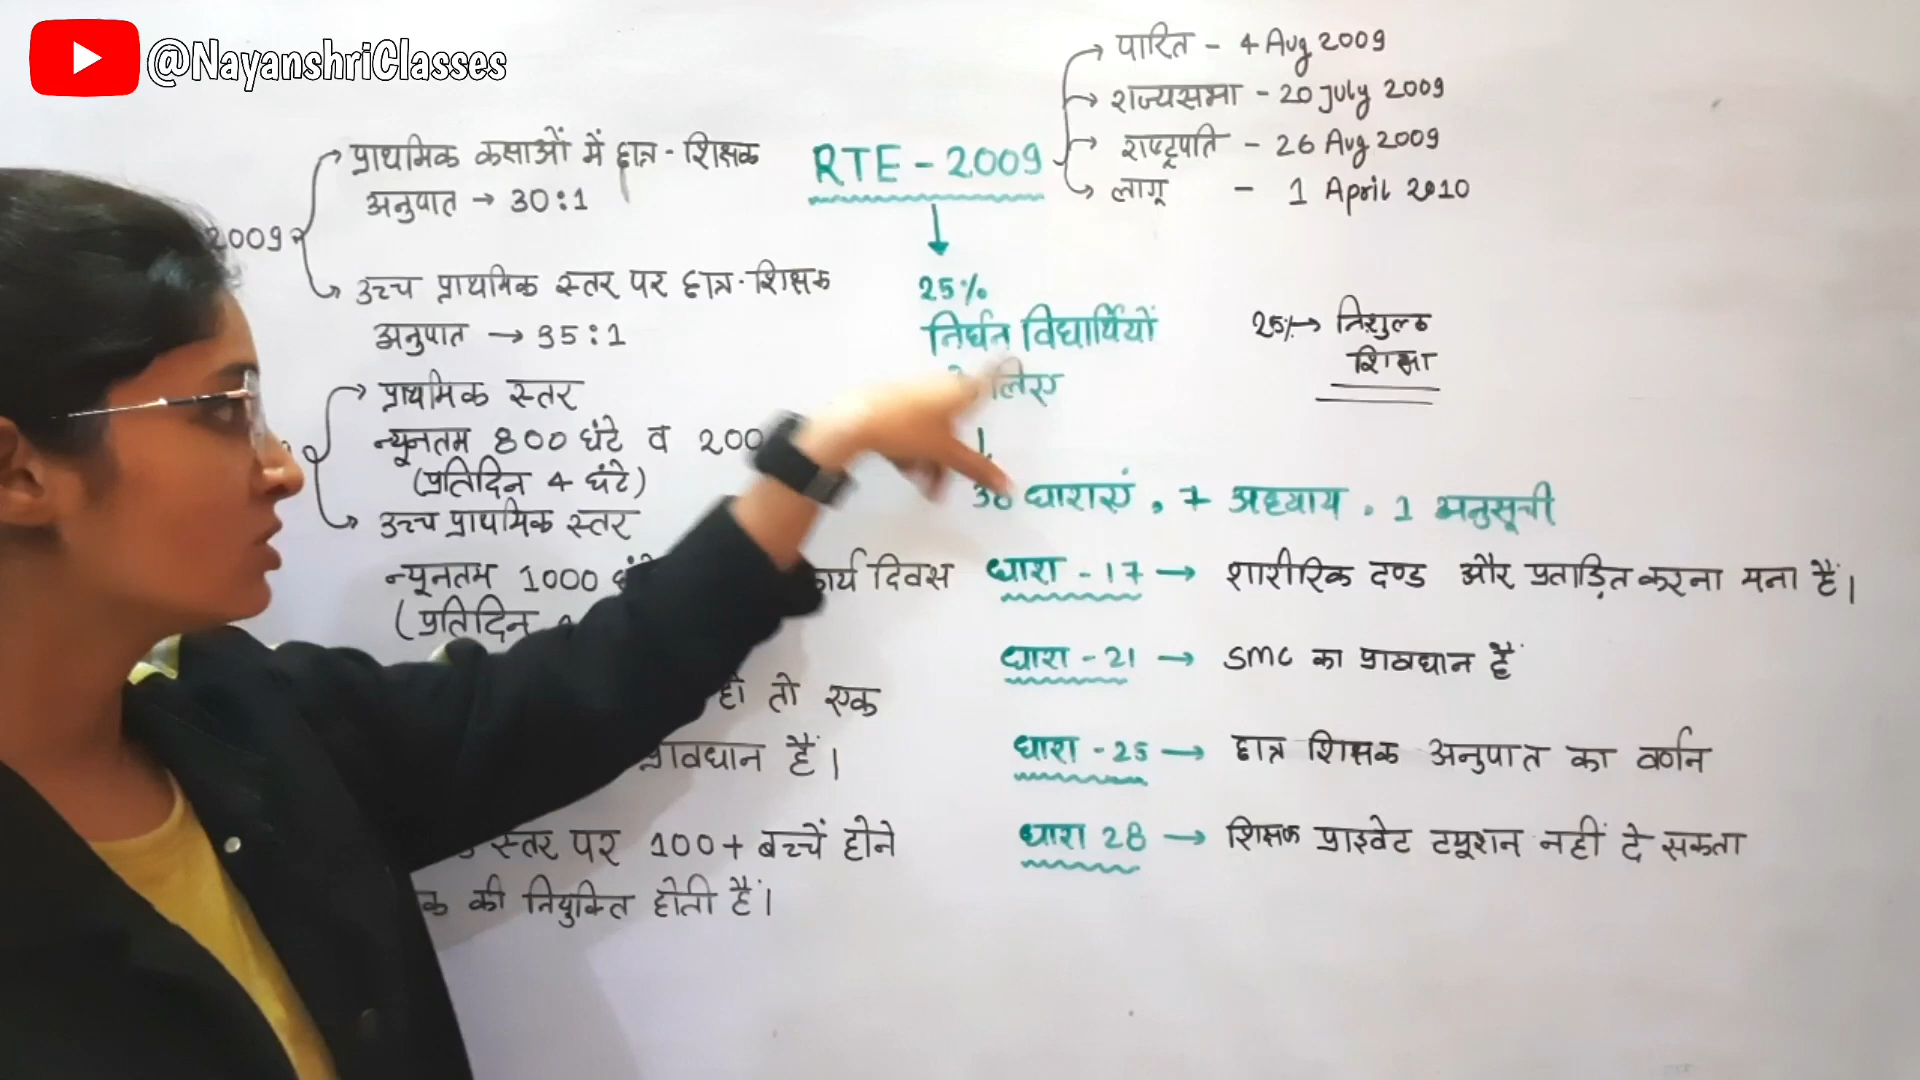 @NayanshriClasses
पारित - 4 Aug 2009
राज्यसभा - 20 July 2009
राष्ट्रपति - 26 Aug 2009
लागू - 1 April 2010
RTE - 2009
25%
निर्धन विद्यार्थियों
लिए
25% → निशुल्क
शिक्षा
2009
प्राथमिक कक्षाओं में छात्र - शिक्षक
अनुपात → 30:1
उच्च प्राथमिक स्तर पर छात्र - शिक्षक
अनुपात → 35:1
प्राथमिक स्तर
न्यूनतम 800 घंटे व 200
(प्रतिदिन 4 घंटे)
उच्च प्राथमिक स्तर
न्यूनतम 1000 कार्य दिवस
(प्रतिदिन
हो तो एक
प्रावधान हैं।
स्तर पर 100+ बच्चें होने
की नियुक्ति होती हैं।
धाराएं, 7 अध्याय, 1 अनुसूची
धारा - 17 → शारीरिक दण्ड और प्रताड़ित करना मना हैं।
धारा - 21 → SMC का प्रावधान हैं
धारा - 25 → छात्र शिक्षक अनुपात का वर्णन
धारा 28 → शिक्षक प्राइवेट ट्यूशन नहीं दे सकता